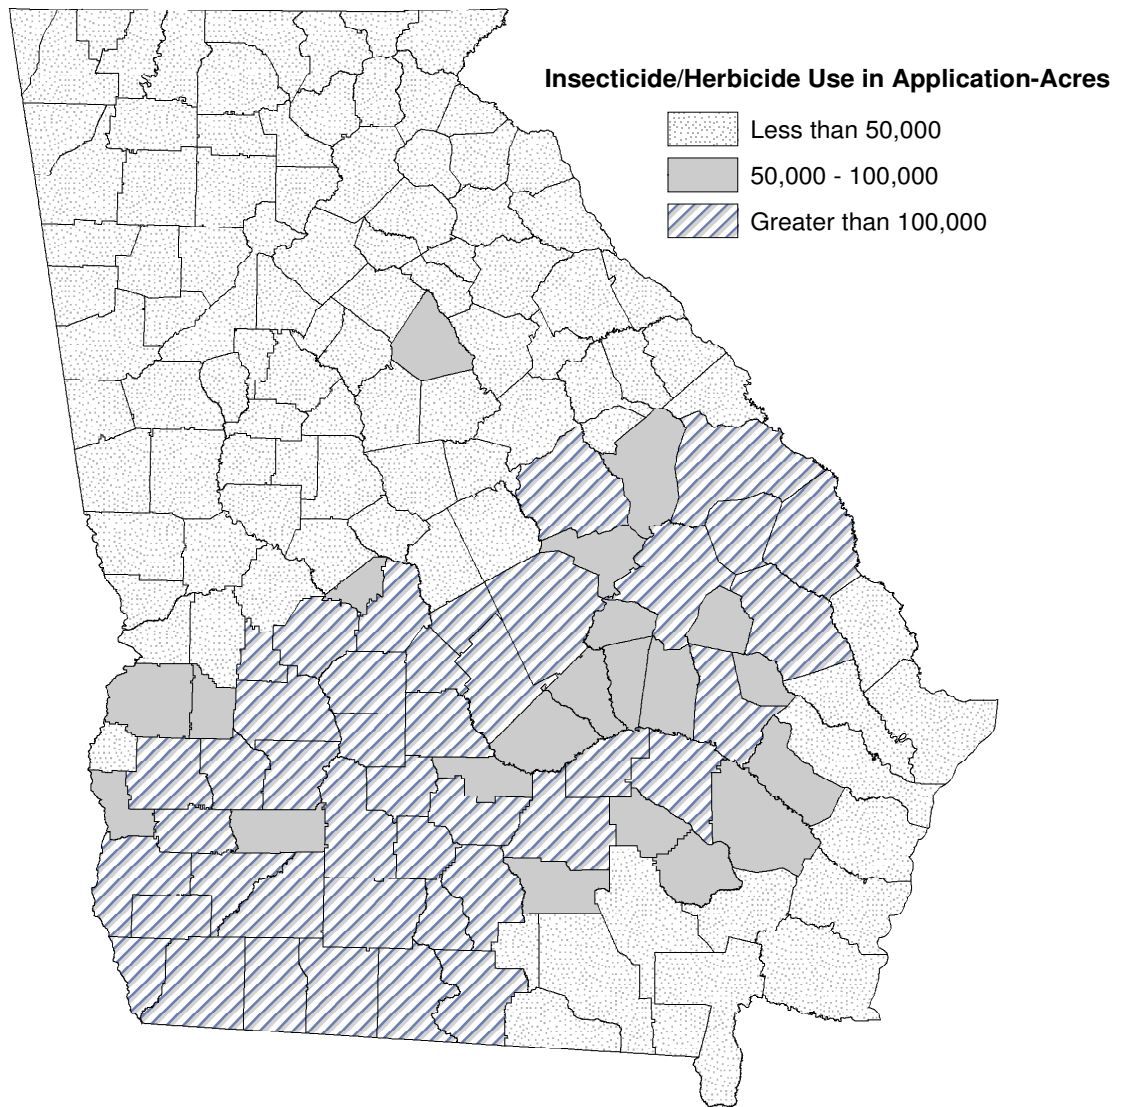 Insecticide/Herbicide Use in Application-Acres
Less than 50,000
50,000 - 100,000
Greater than 100,000